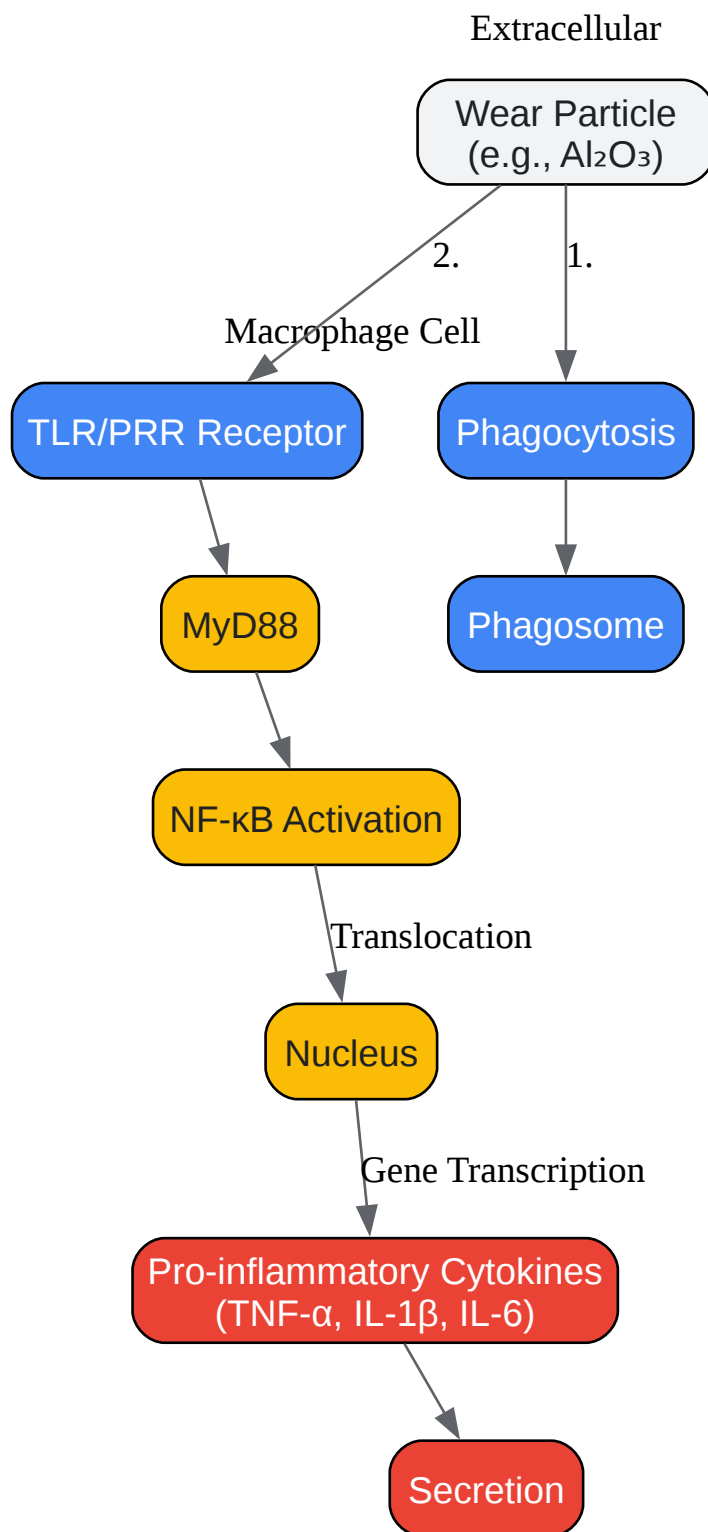 Extracellular
Wear Particle
(e.g., Al₂O₃)
2.
1.
Macrophage Cell
TLR/PRR Receptor
Phagocytosis
MyD88
Phagosome
NF-κB Activation
Translocation
Nucleus
Gene Transcription
Pro-inflammatory Cytokines
(TNF-α, IL-1β, IL-6)
Secretion